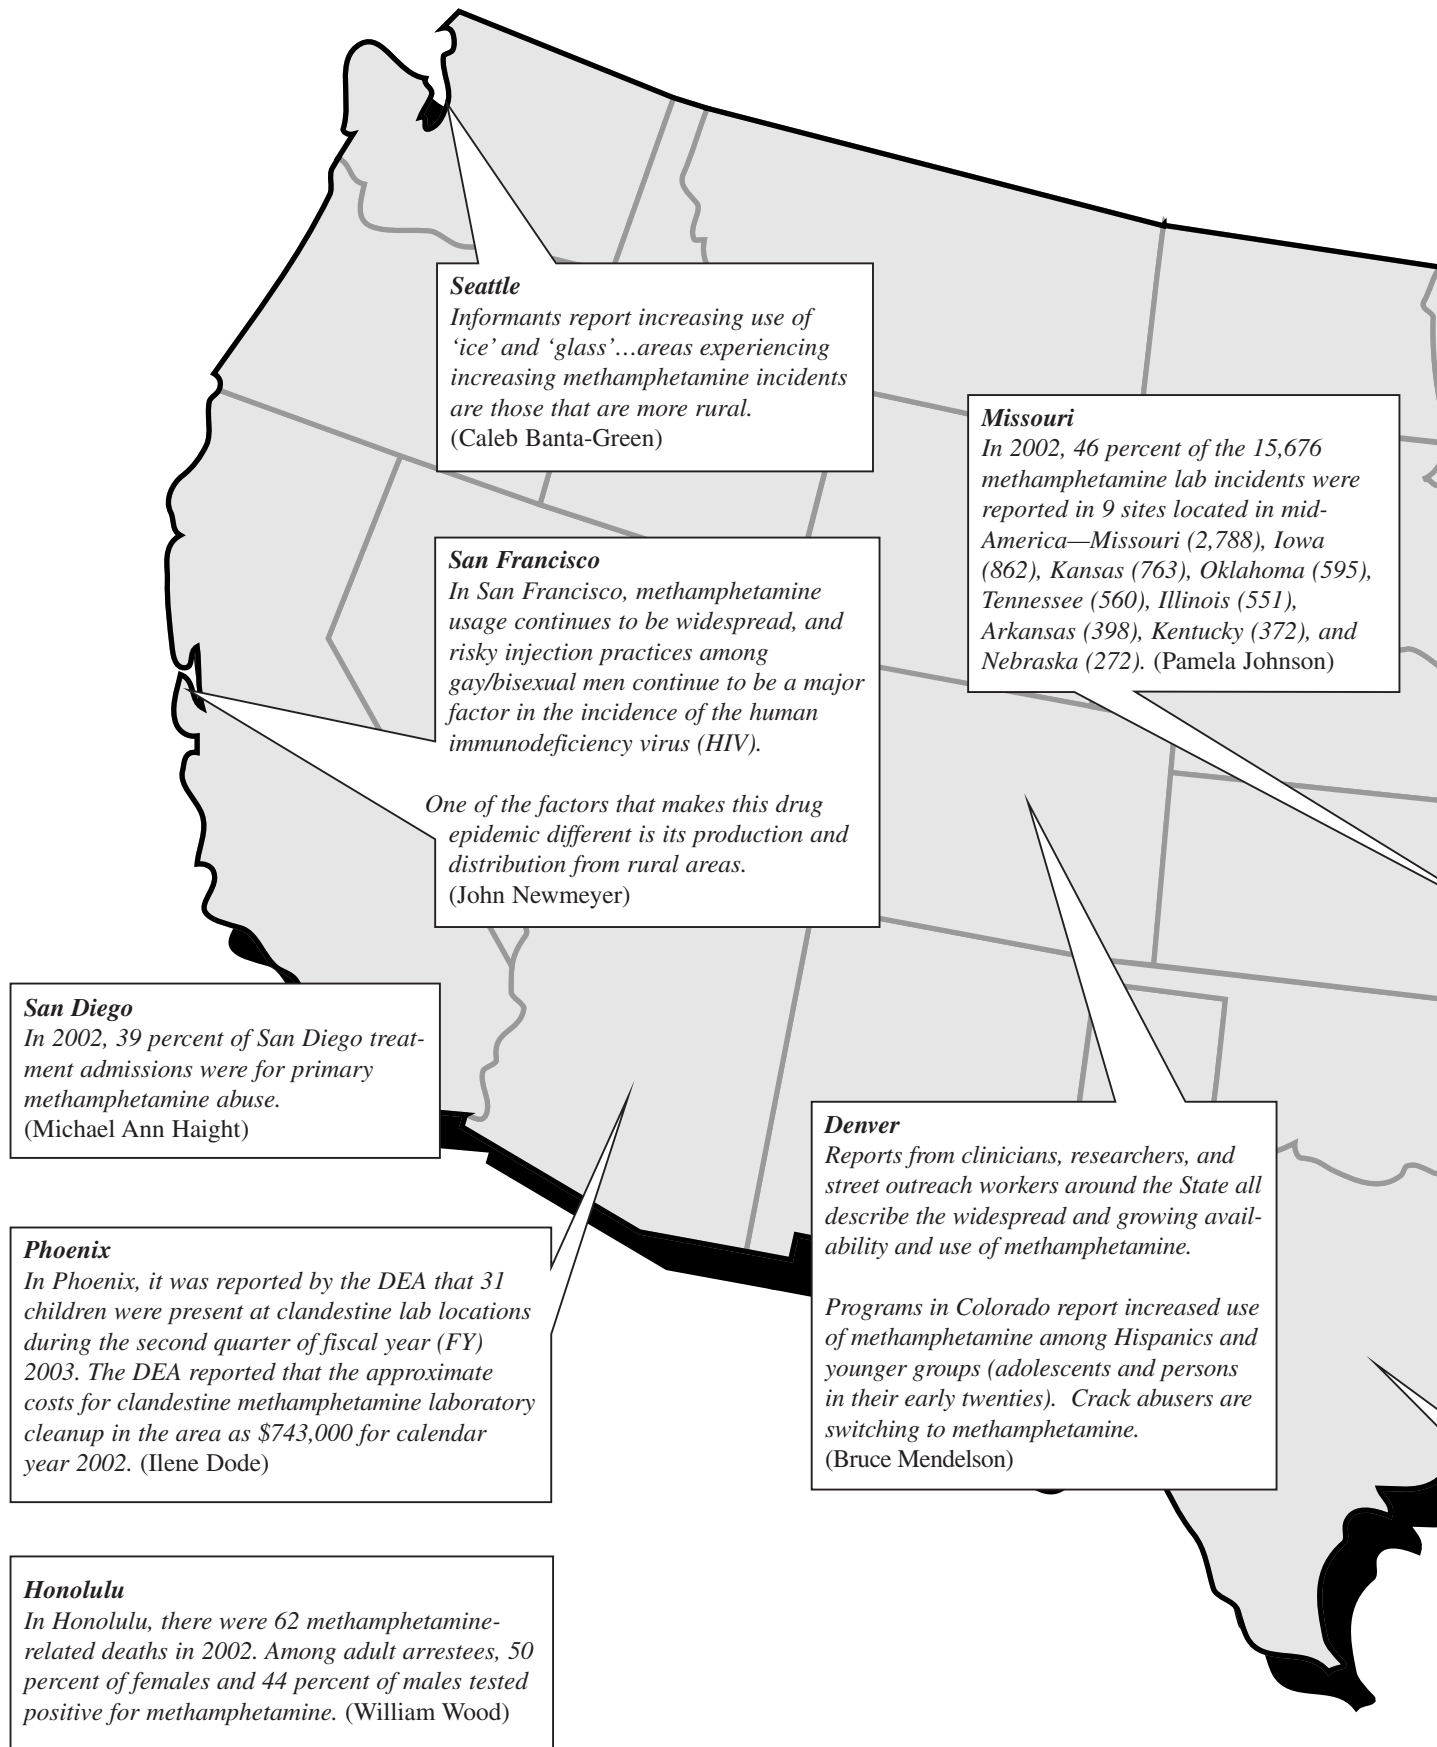 Seattle
Informants report increasing use of
‘ice’ and ‘glass’…areas experiencing
increasing methamphetamine incidents
are those that are more rural.
(Caleb Banta-Green)
Missouri
In 2002, 46 percent of the 15,676
methamphetamine lab incidents were
reported in 9 sites located in mid-
America—Missouri (2,788), Iowa
(862), Kansas (763), Oklahoma (595),
Tennessee (560), Illinois (551),
Arkansas (398), Kentucky (372), and
Nebraska (272). (Pamela Johnson)
San Francisco
In San Francisco, methamphetamine
usage continues to be widespread, and
risky injection practices among
gay/bisexual men continue to be a major
factor in the incidence of the human
immunodeficiency virus (HIV).
One of the factors that makes this drug
epidemic different is its production and
distribution from rural areas.
(John Newmeyer)
San Diego
In 2002, 39 percent of San Diego treat-
ment admissions were for primary
methamphetamine abuse.
(Michael Ann Haight)
Denver
Reports from clinicians, researchers, and
street outreach workers around the State all
describe the widespread and growing avail-
ability and use of methamphetamine.
Programs in Colorado report increased use
of methamphetamine among Hispanics and
younger groups (adolescents and persons
in their early twenties).  Crack abusers are
switching to methamphetamine.
(Bruce Mendelson)
Phoenix
In Phoenix, it was reported by the DEA that 31
children were present at clandestine lab locations
during the second quarter of fiscal year (FY)
2003. The DEA reported that the approximate
costs for clandestine methamphetamine laboratory
cleanup in the area as $743,000 for calendar
year 2002. (Ilene Dode)
Honolulu
In Honolulu, there were 62 methamphetamine-
related deaths in 2002. Among adult arrestees, 50
percent of females and 44 percent of males tested
positive for methamphetamine. (William Wood)